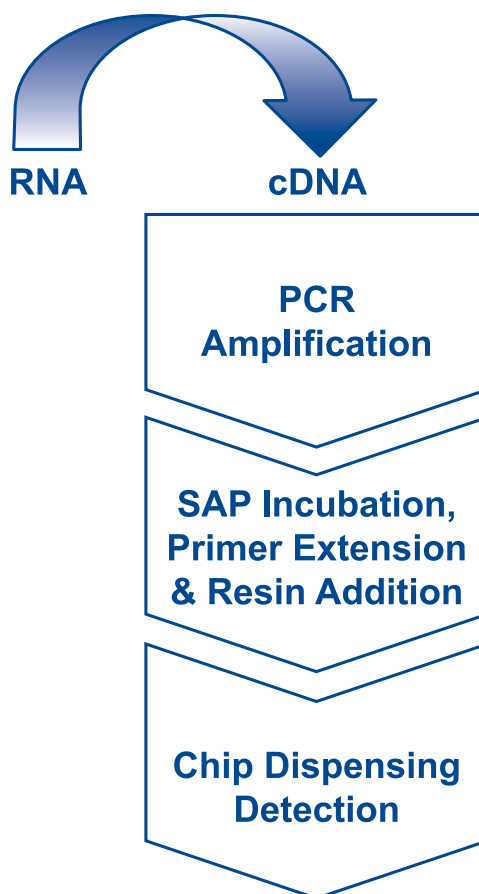 RNA cDNA
PCR
Amplification
SAP Incubation,
Primer Extension
& Resin Addition
Chip Dispensing
Detection